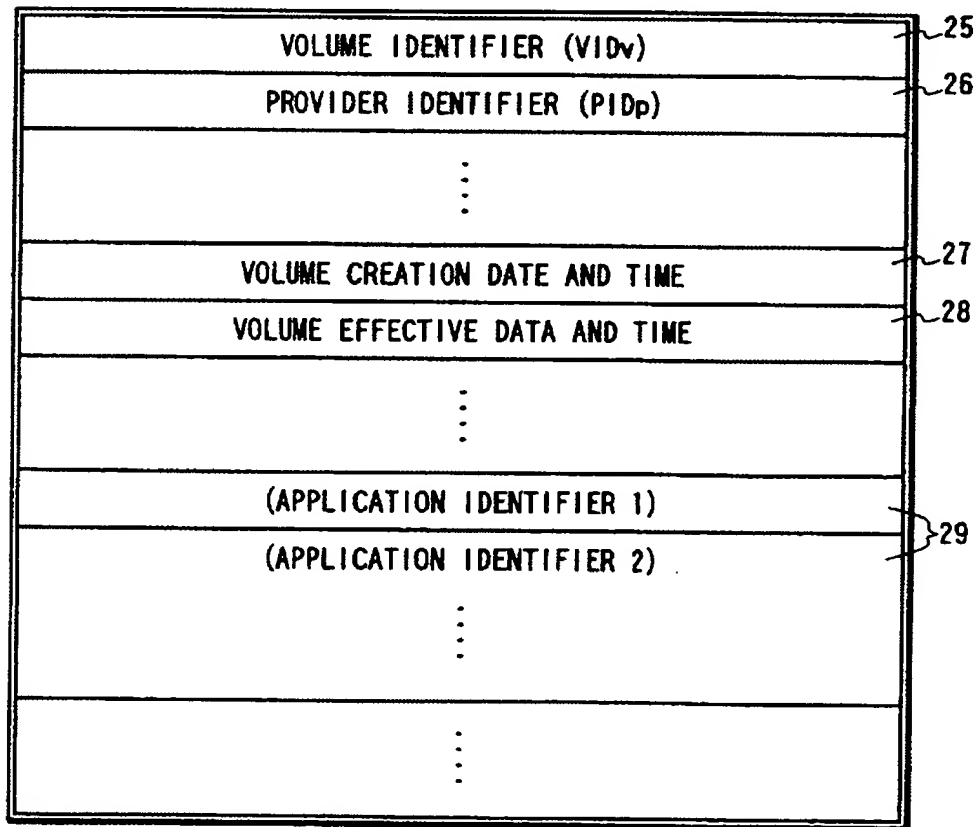 VOLUME IDENTIFIER (VIDv) 25
PROVIDER IDENTIFIER (PIDp) 26
VOLUME CREATION DATE AND TIME 27
VOLUME EFFECTIVE DATA AND TIME 28
(APPLICATION IDENTIFIER 1)
29
(APPLICATION IDENTIFIER 2)